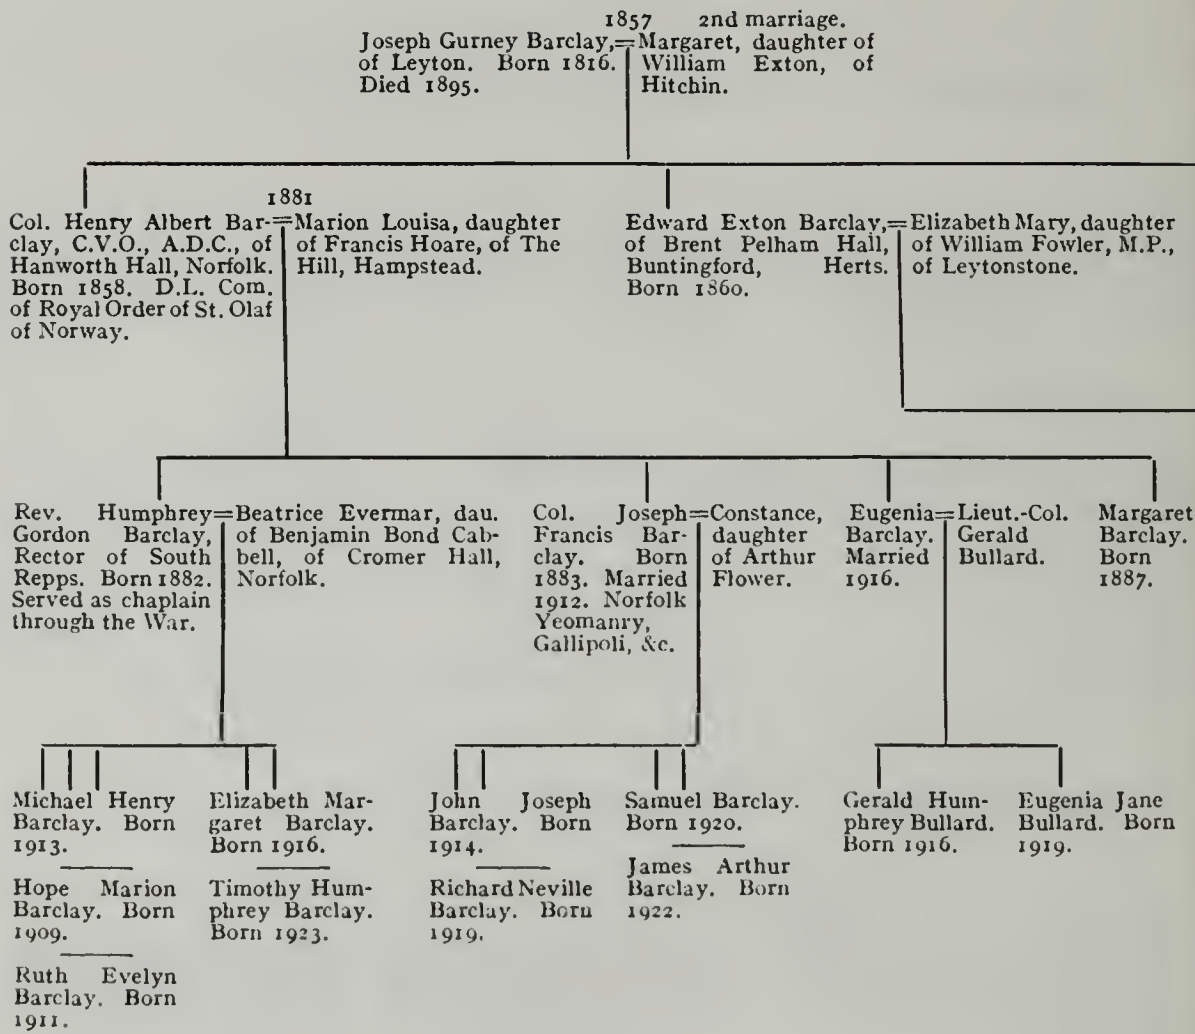 1857 2nd marriage.
Joseph Gurney Barclay,=Margaret, daughter of
of Leyton. Born 1816. William Exton, of
Died 1895. Hitchin.
1881
Col. Henry Albert Bar-=Marion Louisa, daughter
clay, C.V.O., A.D.C., of of Francis Hoare, of The
Hanworth Hall, Norfolk. Hill, Hampstead.
Born 1858. D.L. Com.
of Royal Order of St. Olaf
of Norway.
Edward Exton Barclay,=Elizabeth Mary, daughter
of Brent Pelham Hall, of William Fowler, M.P.,
Buntingford, Herts. of Leytonstone.
Born 1860.
Rev. Humphrey=Beatrice Evermar, dau.
Gordon Barclay, of Benjamin Bond Cab-
Rector of South bell, of Cromer Hall,
Repps. Born 1882. Norfolk.
Served as chaplain
through the War.
Col. Joseph=Constance,
Francis Bar- daughter
clay. Born of Arthur
1883. Married Flower.
1912. Norfolk
Yeomanry,
Gallipoli, &c.
Eugenia=Lieut.-Col.
Barclay. Gerald
Married Bullard.
1916.
Margaret
Barclay.
Born
1887.
Michael Henry
Barclay. Born
1913.
Hope Marion
Barclay. Born
1909.
Ruth Evelyn
Barclay. Born
1911.
Elizabeth Mar-
garet Barclay.
Born 1916.
Timothy Hum-
phrey Barclay.
Born 1923.
John Joseph
Barclay. Born
1914.
Richard Neville
Barclay. Born
1919.
Samuel Barclay.
Born 1920.
James Arthur
Barclay. Born
1922.
Gerald Hum-
phrey Bullard.
Born 1916.
Eugenia Jane
Bullard. Born
1919.